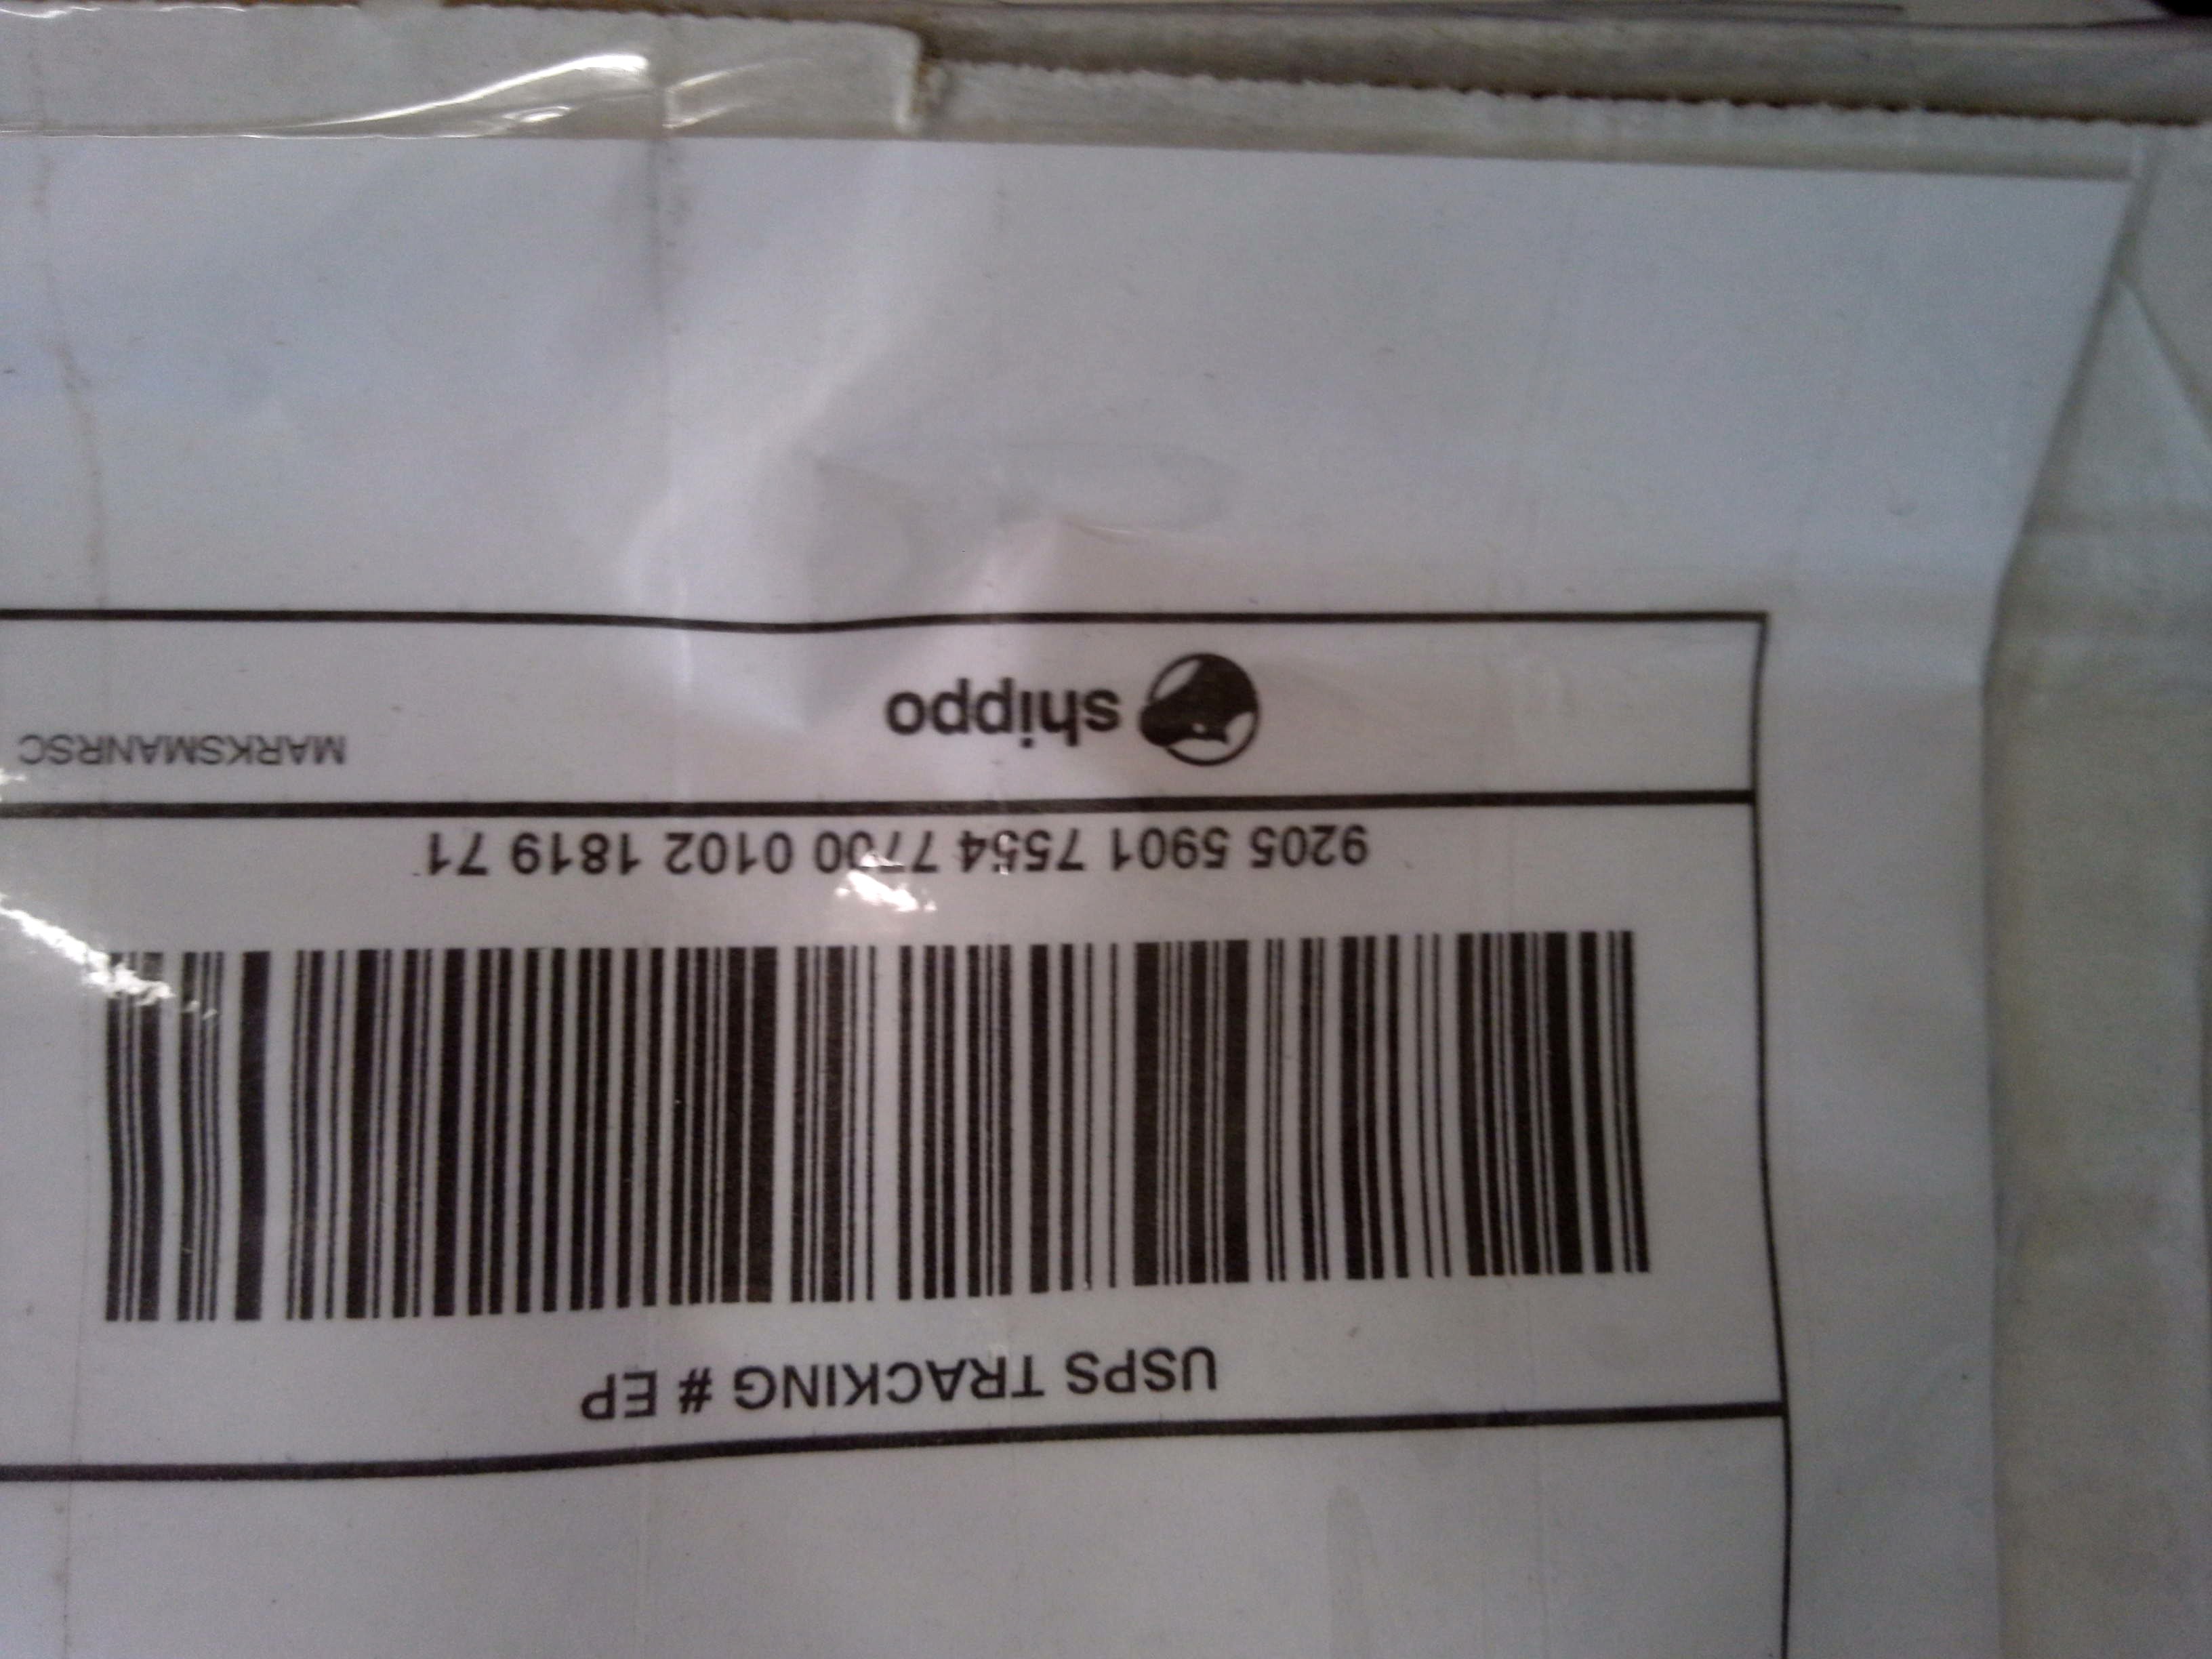 USPS TRACKING # EP
9205 5901 7554 7700 0102 1819 71
shippo
MARKSMANRSC